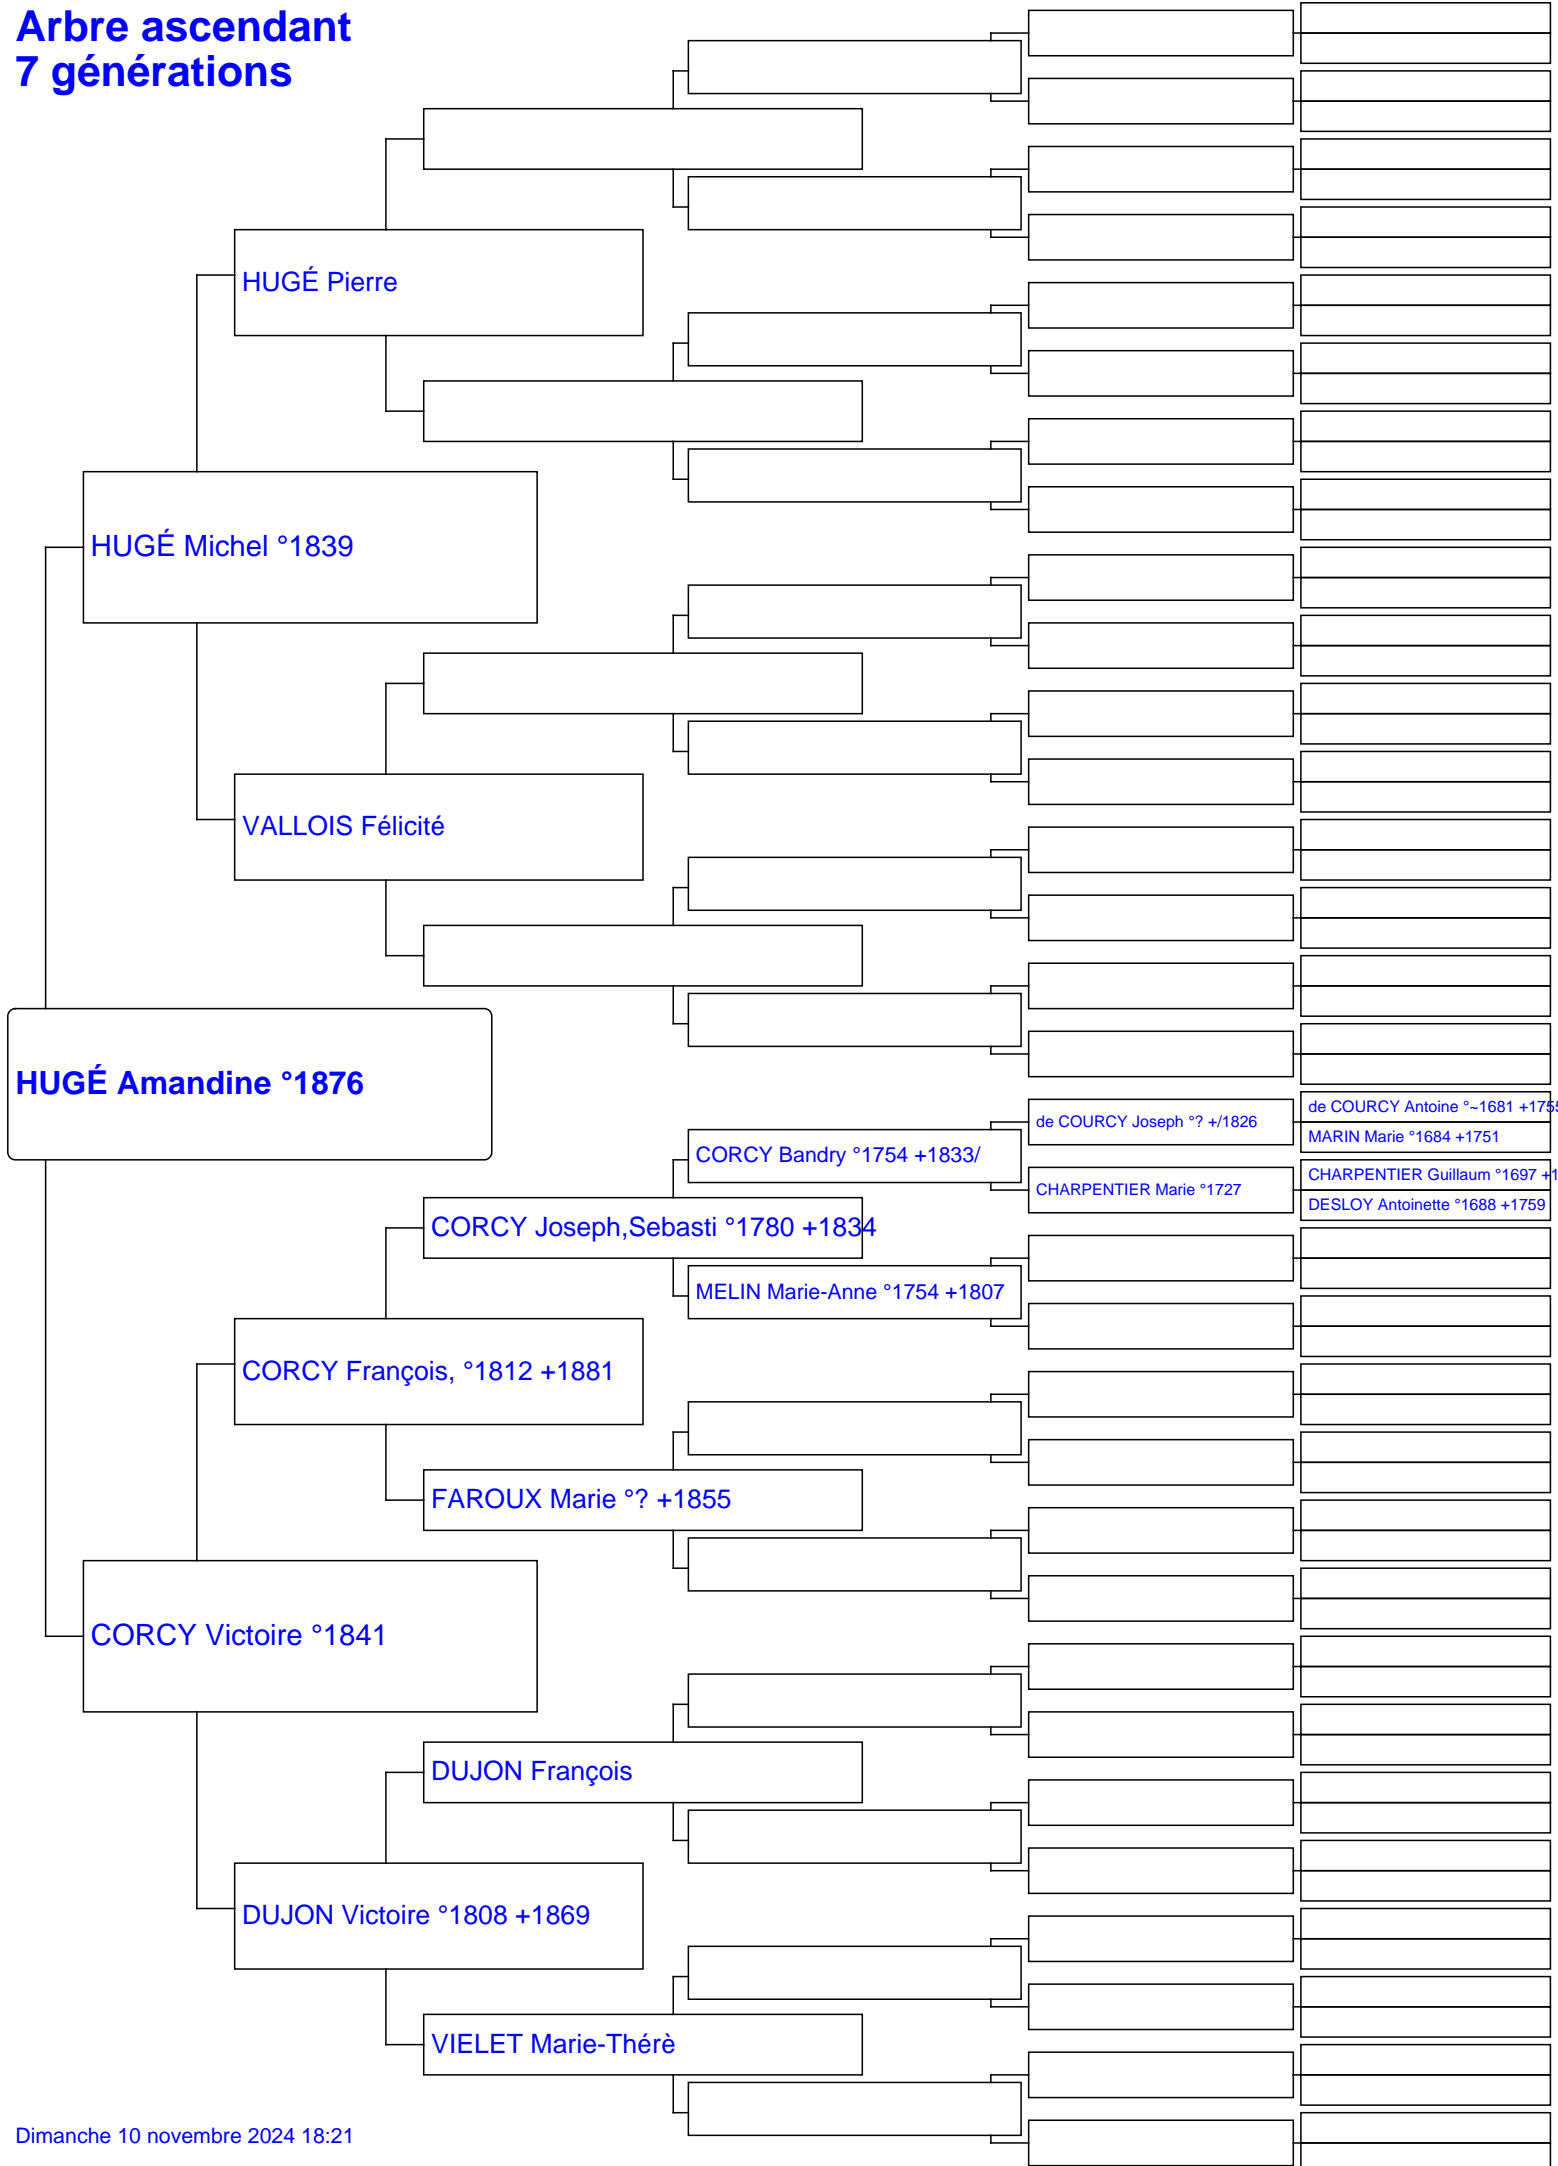 Arbre ascendant
7 générations
HUGÉ Pierre
HUGÉ Michel °1839
VALLOIS Félicité
HUGÉ Amandine °1876
de COURCY Joseph °? +/1826
de COURCY Antoine °~1681 +1755
MARIN Marie °1684 +1751
CORCY Bandry °1754 +1833/
CHARPENTIER Marie °1727
CHARPENTIER Guillaum °1697 +1
DESLOY Antoinette °1688 +1759
CORCY Joseph,Sebasti °1780 +1834
MELIN Marie-Anne °1754 +1807
CORCY François, °1812 +1881
FAROUX Marie °? +1855
CORCY Victoire °1841
DUJON François
DUJON Victoire °1808 +1869
VIELET Marie-Thérè
Dimanche 10 novembre 2024 18:21